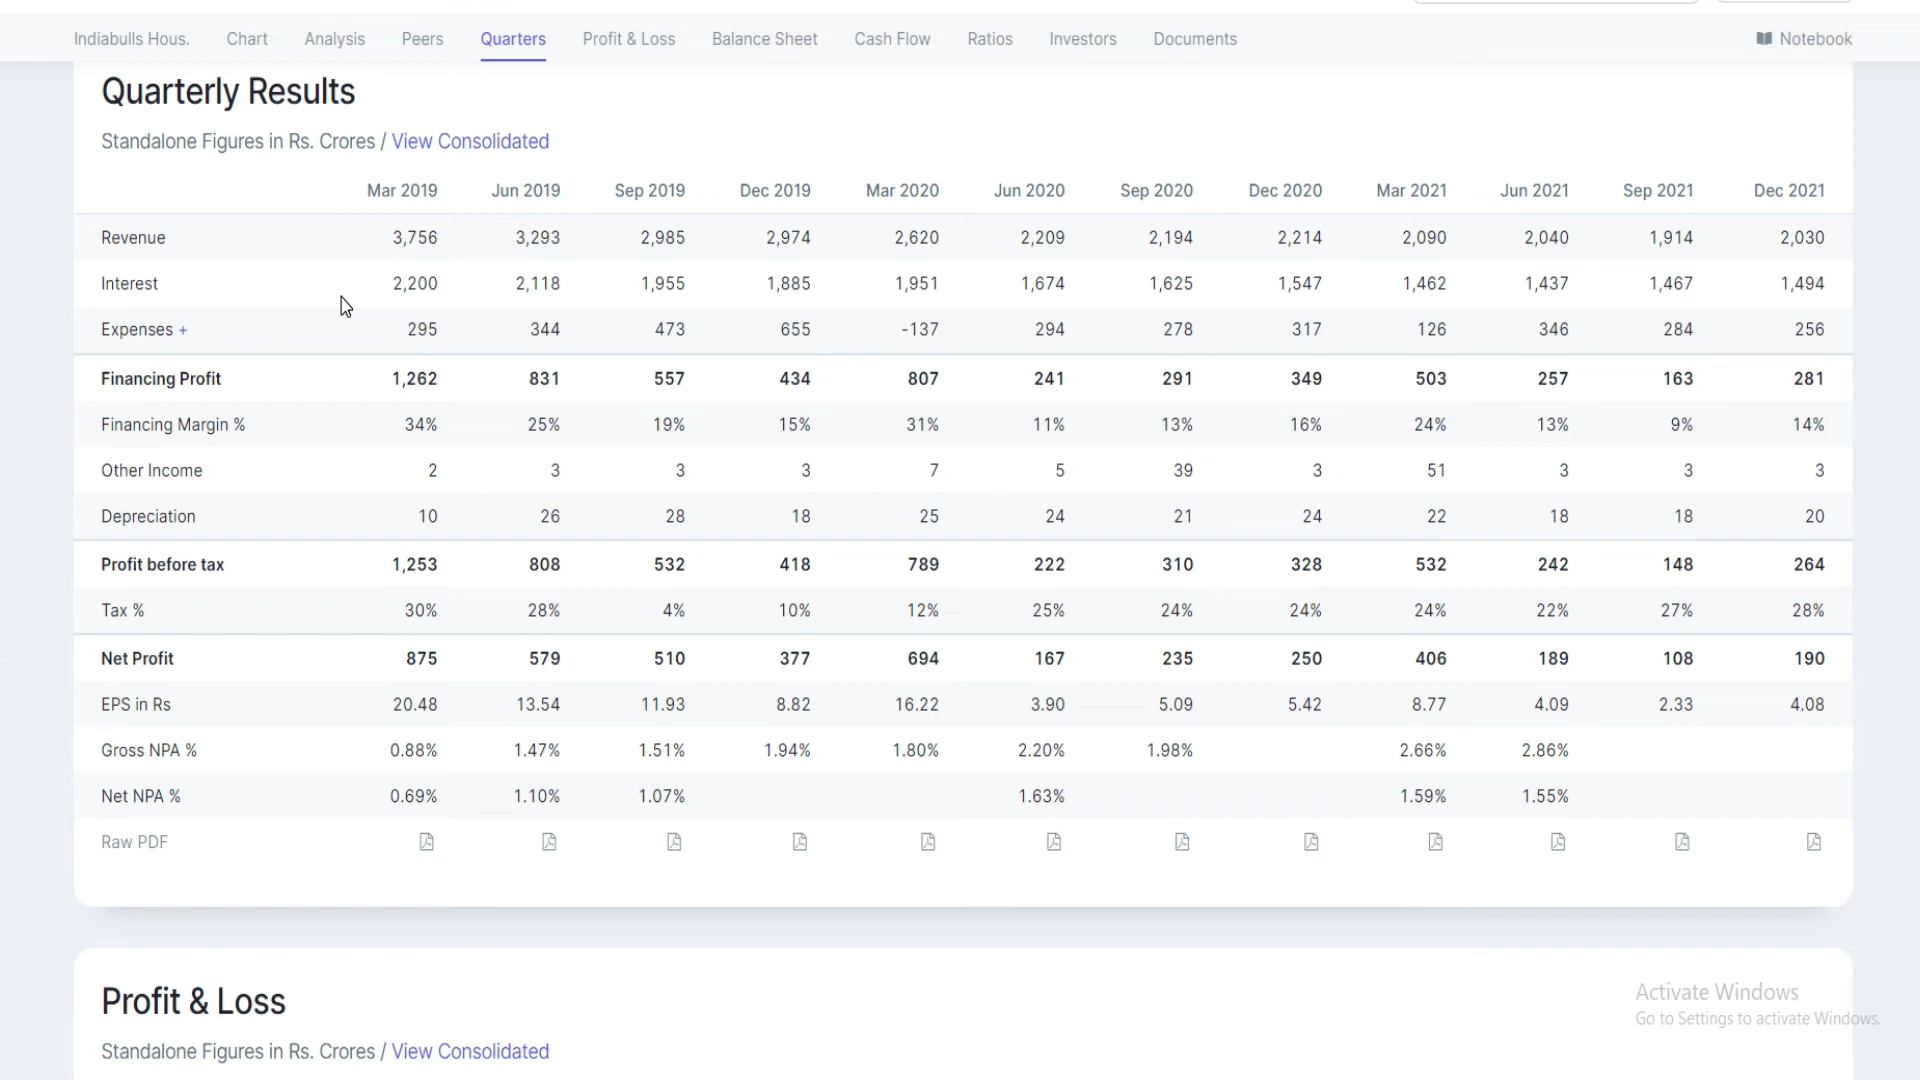 Indiabulls Hous. Chart Analysis Peers Quarters Profit & Loss Balance Sheet Cash Flow Ratios Investors Documents Notebook
Quarterly Results
Standalone Figures in Rs. Crores / View Consolidated
Mar 2019 Jun 2019 Sep 2019 Dec 2019 Mar 2020 Jun 2020 Sep 2020 Dec 2020 Mar 2021 Jun 2021 Sep 2021 Dec 2021
Revenue 3,756 3,293 2,985 2,974 2,620 2,209 2,194 2,214 2,090 2,040 1,914 2,030
Interest 2,200 2,118 1,955 1,885 1,951 1,674 1,625 1,547 1,462 1,437 1,467 1,494
Expenses + 295 344 473 655 -137 294 278 317 126 346 284 256
Financing Profit 1,262 831 557 434 807 241 291 349 503 257 163 281
Financing Margin % 34% 25% 19% 15% 31% 11% 13% 16% 24% 13% 9% 14%
Other Income 2 3 3 3 7 5 39 3 51 3 3 3
Depreciation 10 26 28 18 25 24 21 24 22 18 18 20
Profit before tax 1,253 808 532 418 789 222 310 328 532 242 148 264
Tax % 30% 28% 4% 10% 12% 25% 24% 24% 24% 22% 27% 28%
Net Profit 875 579 510 377 694 167 235 250 406 189 108 190
EPS in Rs 20.48 13.54 11.93 8.82 16.22 3.90 5.09 5.42 8.77 4.09 2.33 4.08
Gross NPA % 0.88% 1.47% 1.51% 1.94% 1.80% 2.20% 1.98% 2.66% 2.86%
Net NPA % 0.69% 1.10% 1.07% 1.63% 1.59% 1.55%
Raw PDF
Profit & Loss
Standalone Figures in Rs. Crores / View Consolidated
Activate Windows
Go to Settings to activate Windows.